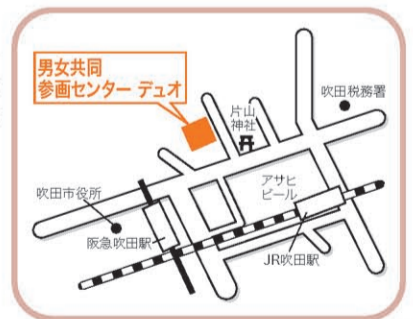 男女共同
参画センター デュオ
片山
神社
吹田税務署
吹田市役所
アサヒ
ビール
阪急吹田駅
JR吹田駅